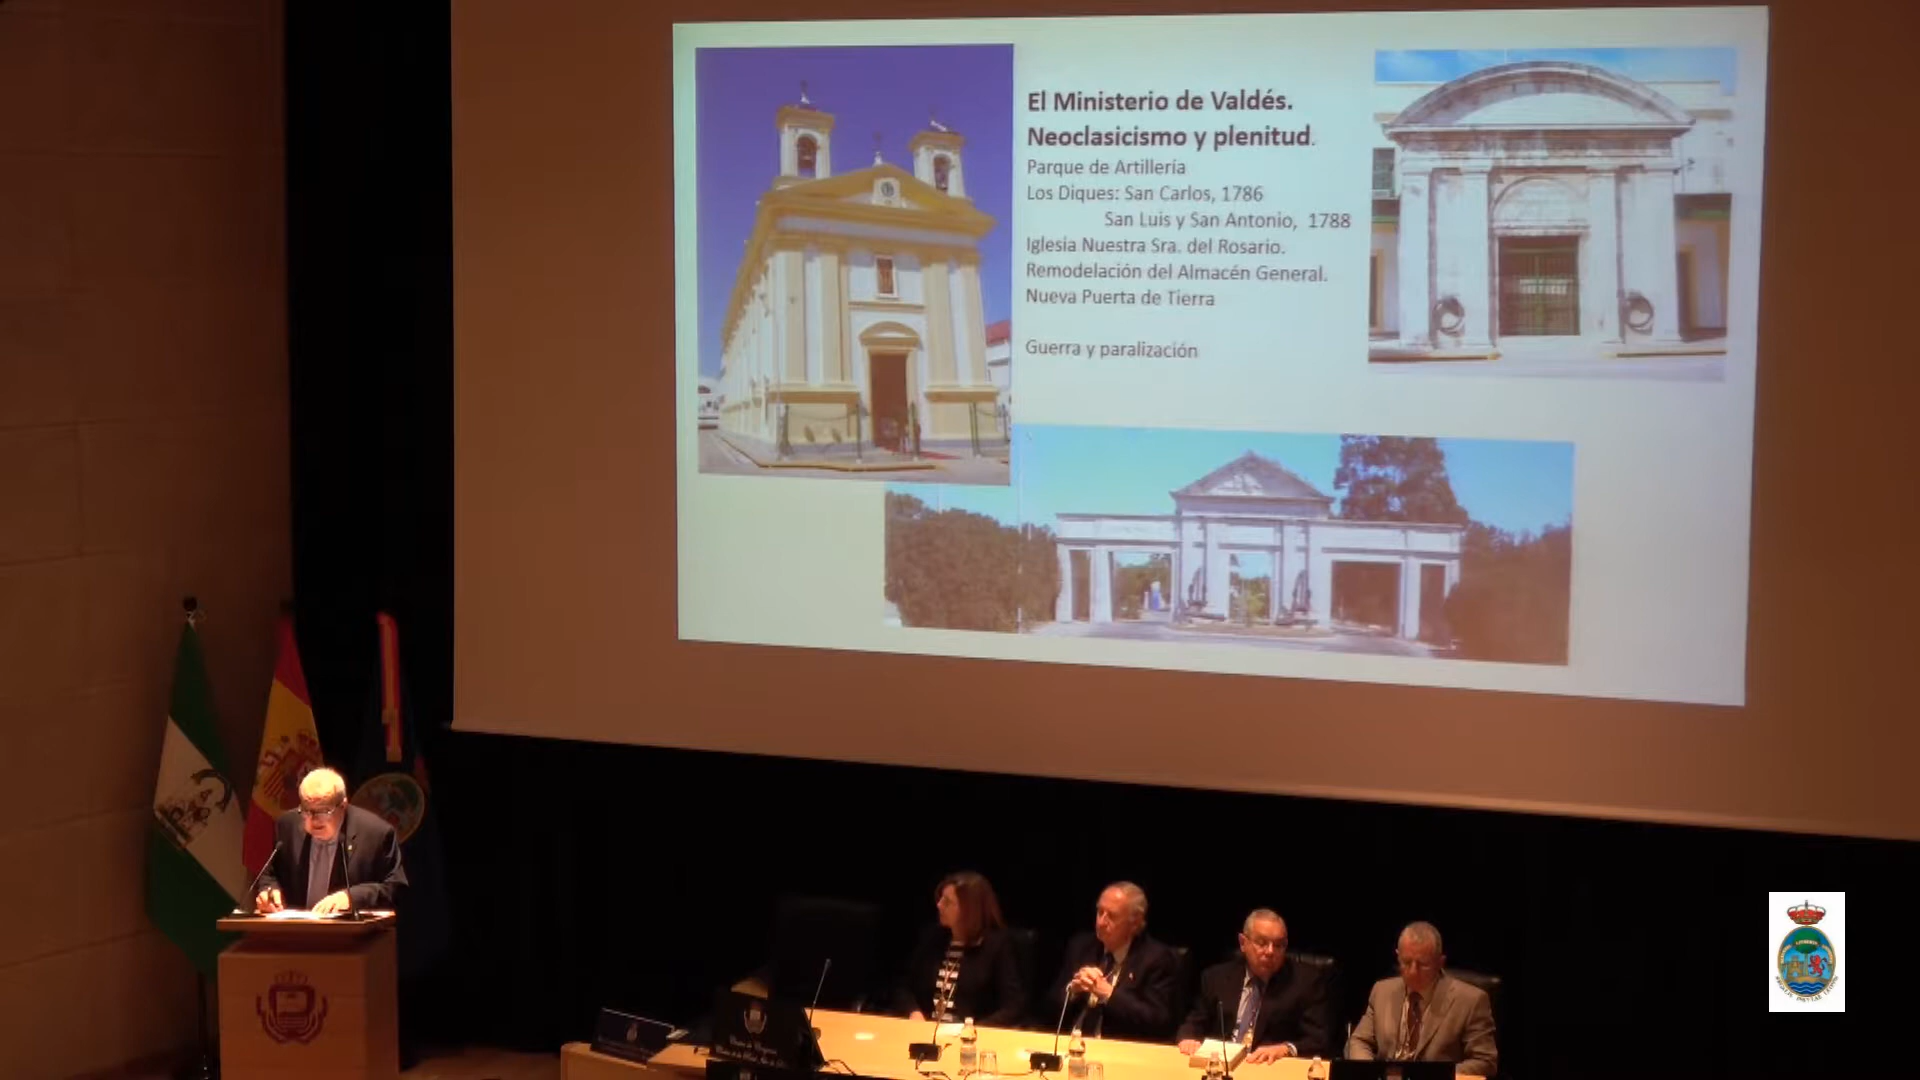 El Ministerio de Valdés.
Neoclasicismo y plenitud.
Parque de Artillería
Los Diques: San Carlos, 1786
San Luis y San Antonio, 1788
Iglesia Nuestra Sra. del Rosario.
Remodelación del Almacén General.
Nueva Puerta de Tierra
Guerra y paralización